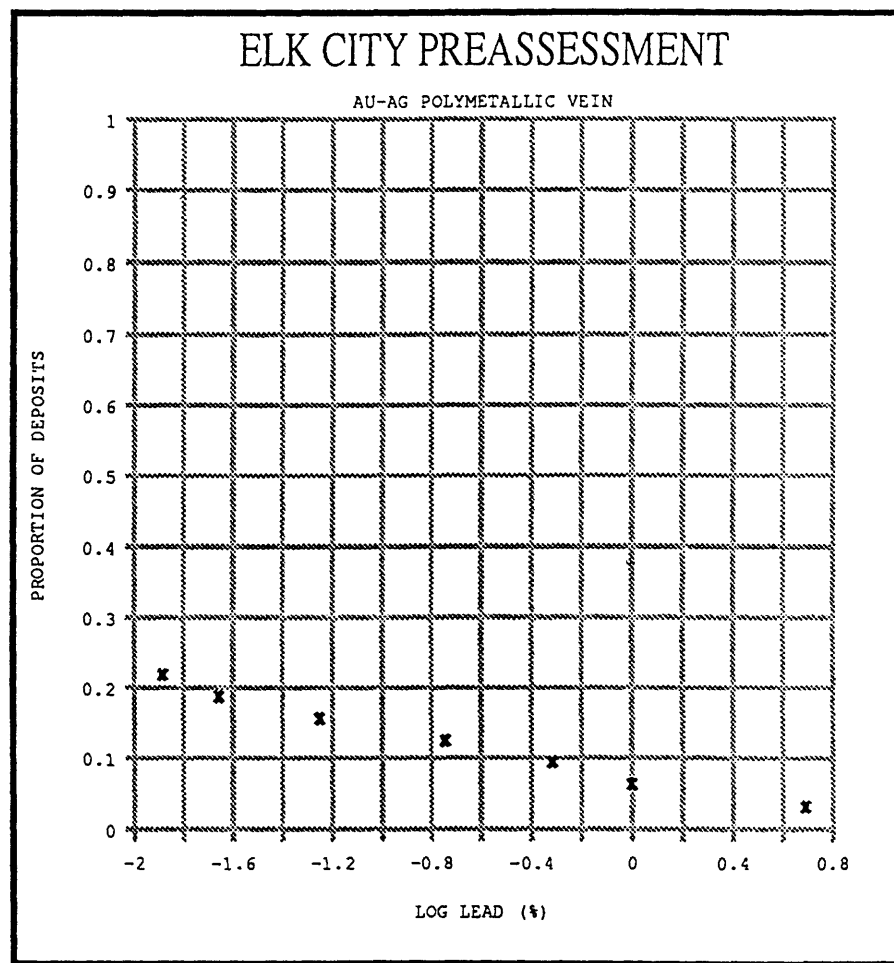 ELK CITY PREASSESSMENT
AU-AG POLYMETALLIC VEIN
1
0.9
0.8
0.7
0.6
0.5
0.4
0.3
0.2
0.1
0
PROPORTION OF DEPOSITS
-2 -1.6 -1.2 -0.8 -0.4 0 0.4 0.8
LOG LEAD (%)